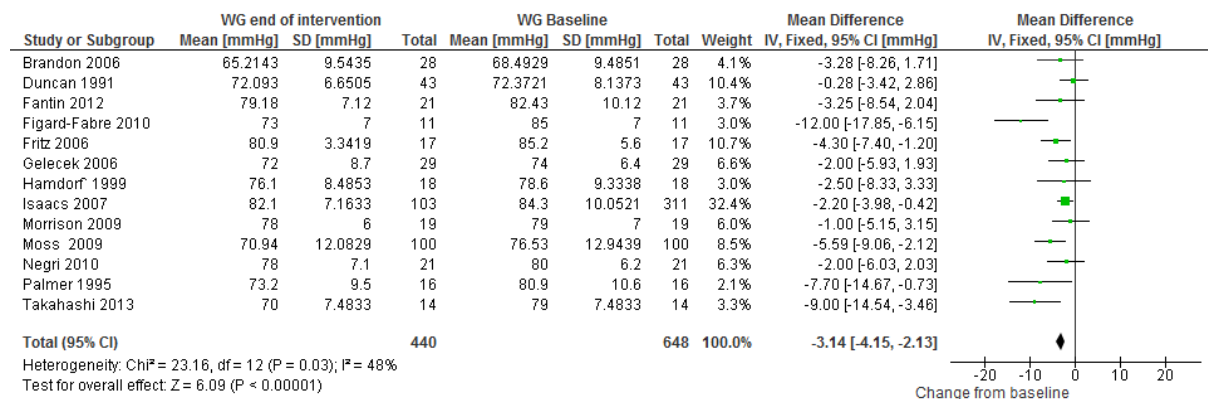 WG end of intervention WG Baseline Mean Difference Mean Difference
Study or Subgroup Mean [mmHg] SD [mmHg] Total Mean [mmHg] SD [mmHg] Total Weight IV, Fixed, 95% CI [mmHg] IV, Fixed, 95% CI [mmHg]
Brandon 2006 65.2143 9.5435 28 68.4929 9.4851 28 4.1% -3.28 [-8.26, 1.71]
Duncan 1991 72.093 6.6505 43 72.3721 8.1373 43 10.4% -0.28 [-3.42, 2.86]
Fantin 2012 79.18 7.12 21 82.43 10.12 21 3.7% -3.25 [-8.54, 2.04]
Figard-Fabre 2010 73 7 11 85 7 11 3.0% -12.00 [-17.85, -6.15]
Fritz 2006 80.9 3.3419 17 85.2 5.6 17 10.7% -4.30 [-7.40, -1.20]
Gelecek 2006 72 8.7 29 74 6.4 29 6.6% -2.00 [-5.93, 1.93]
Hamdorf 1999 76.1 8.4853 18 78.6 9.3338 18 3.0% -2.50 [-8.33, 3.33]
Isaacs 2007 82.1 7.1633 103 84.3 10.0521 311 32.4% -2.20 [-3.98, -0.42]
Morrison 2009 78 6 19 79 7 19 6.0% -1.00 [-5.15, 3.15]
Moss 2009 70.94 12.0829 100 76.53 12.9439 100 8.5% -5.59 [-9.06, -2.12]
Negri 2010 78 7.1 21 80 6.2 21 6.3% -2.00 [-6.03, 2.03]
Palmer 1995 73.2 9.5 16 80.9 10.6 16 2.1% -7.70 [-14.67, -0.73]
Takahashi 2013 70 7.4833 14 79 7.4833 14 3.3% -9.00 [-14.54, -3.46]
Total (95% CI) 440 648 100.0% -3.14 [-4.15, -2.13]
Heterogeneity: Chi² = 23.16, df = 12 (P = 0.03); I² = 48%
Test for overall effect: Z = 6.09 (P < 0.00001)
-20 -10 0 10 20
Change from baseline